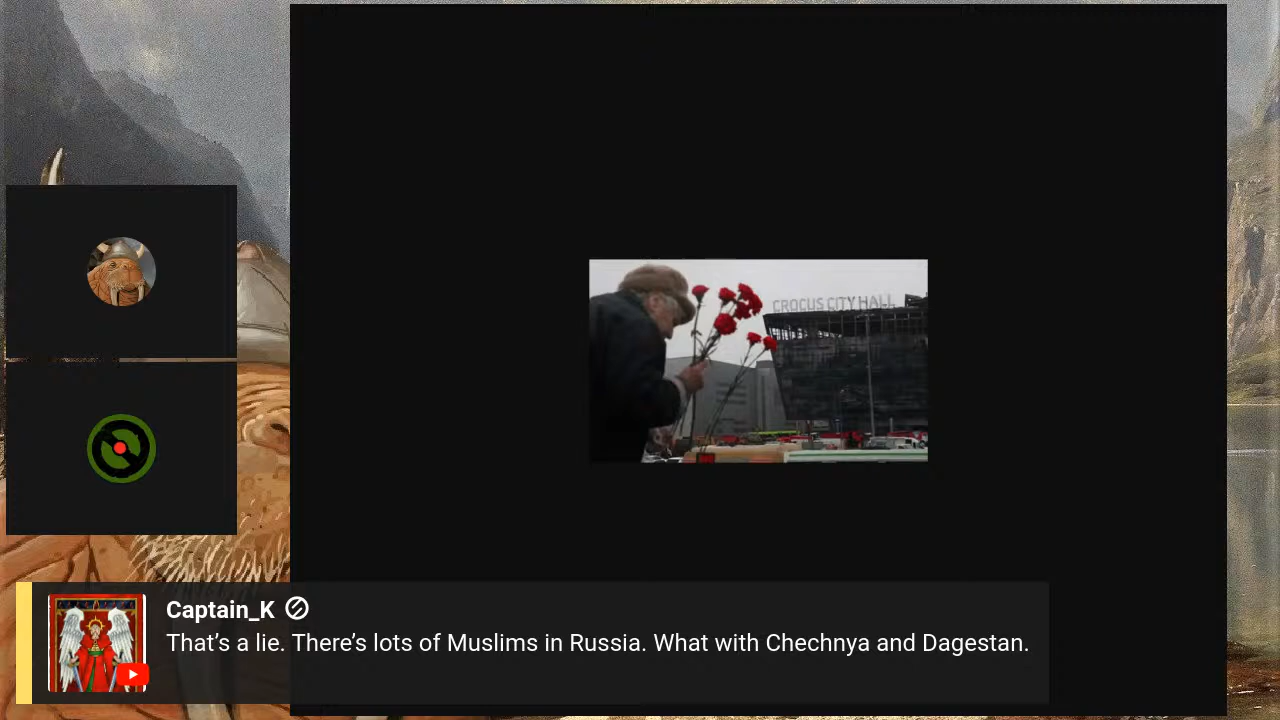 CROCUS CITY HALL
Captain_K
That’s a lie. There’s lots of Muslims in Russia. What with Chechnya and Dagestan.